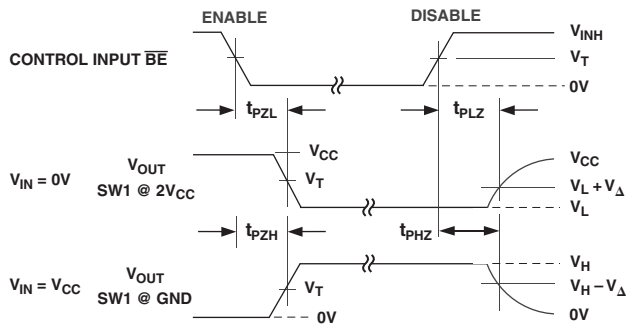 ENABLE DISABLE
V_INH
CONTROL INPUT B̅E̅ V_T
0V
t_PZL t_PLZ
V_CC V_CC
V_OUT
V_IN = 0V V_T V_L + V_Δ
SW1 @ 2V_CC
V_L
t_PZH t_PHZ
V_H
V_OUT
V_IN = V_CC V_T V_H – V_Δ
SW1 @ GND
0V 0V